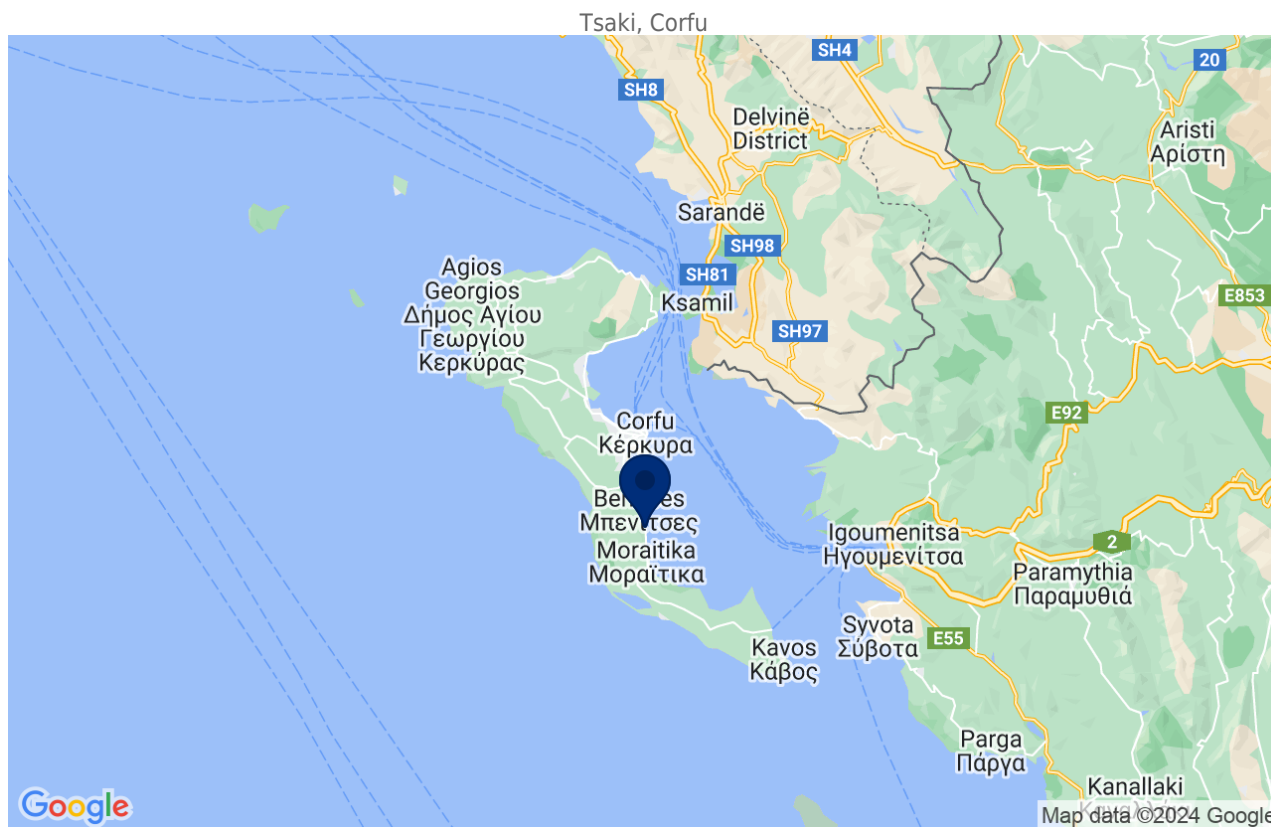 Tsaki, Corfu
SH4
20
SH8
Delvinë
District
Aristi
Αρίστη
Sarandë
SH98
Agios
Georgios
Δήμος Αγίου
Γεωργίου
Κερκύρας
SH81
Ksamil
E853
SH97
E92
Corfu
Κέρκυρα
Μπενίτσες
Moraitika
Μοραΐτικα
Igoumenitsa
Ηγουμενίτσα
2
Paramythia
Παραμυθιά
Syvota
Σύβοτα
E55
Kavos
Κάβος
Parga
Πάργα
Kanallaki
Google
Map data ©2024 Google